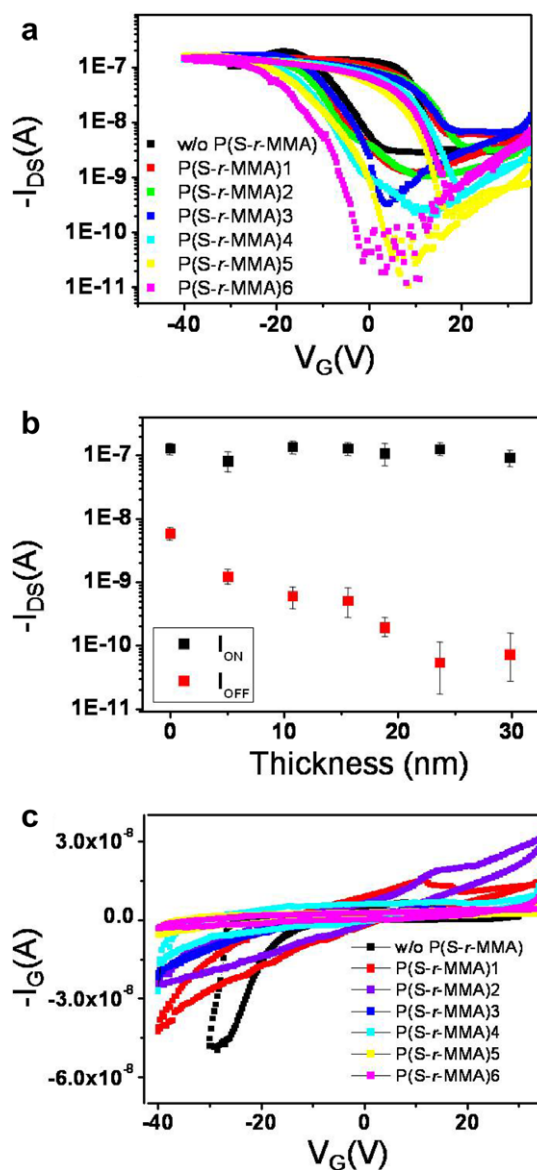 a
1E-6
1E-7
1E-8
1E-9
1E-10
1E-11
-I_DS(A)
w/o P(S-r-MMA)
P(S-r-MMA)1
P(S-r-MMA)2
P(S-r-MMA)3
P(S-r-MMA)4
P(S-r-MMA)5
P(S-r-MMA)6
-40 -20 0 20
V_G(V)
b
1E-7
1E-8
1E-9
1E-10
1E-11
-I_DS(A)
I_ON
I_OFF
0 10 20 30
Thickness (nm)
c
3.0x10^-8
0.0
-3.0x10^-8
-6.0x10^-8
-I_G(A)
w/o P(S-r-MMA)
P(S-r-MMA)1
P(S-r-MMA)2
P(S-r-MMA)3
P(S-r-MMA)4
P(S-r-MMA)5
P(S-r-MMA)6
-40 -20 0 20
V_G(V)